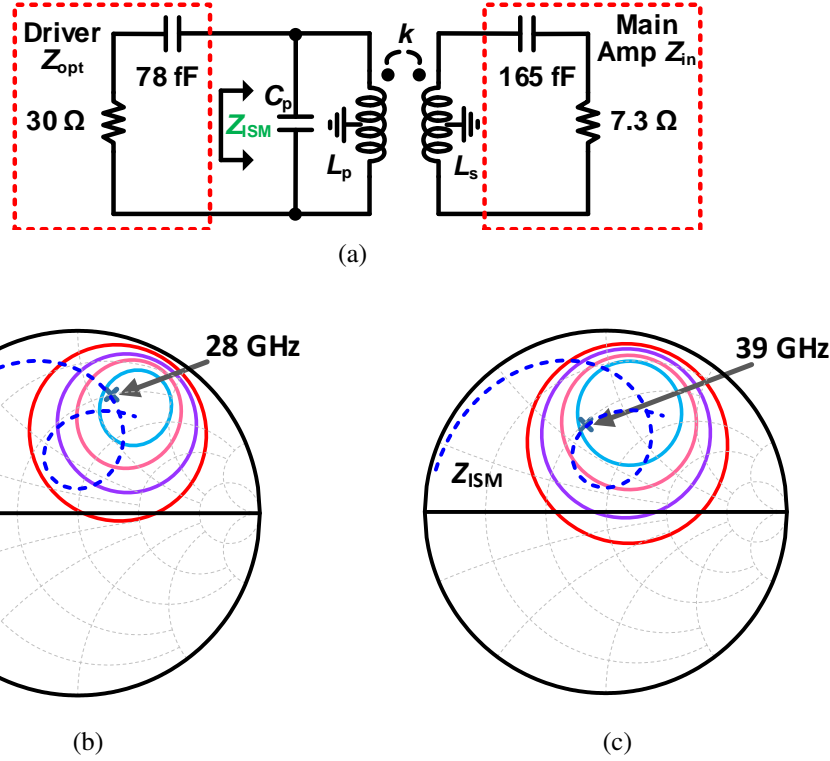 Driver
Zopt
78 fF
30 Ω
ZISM
Cp
Lp
k
Ls
165 fF
Main
Amp Zin
7.3 Ω
(a)
28 GHz
39 GHz
ZISM
(b)
(c)